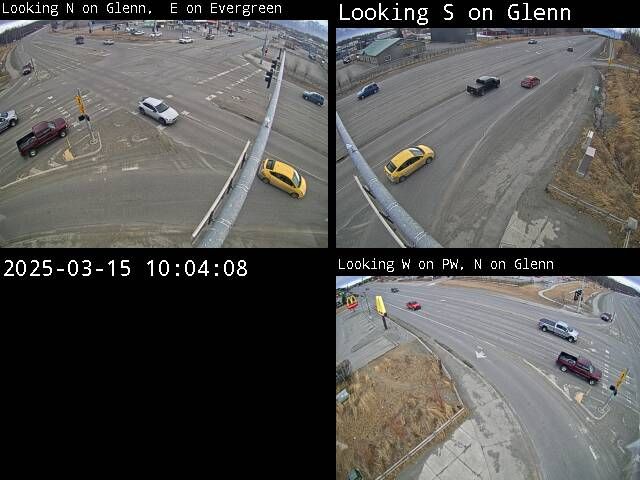 Looking N on Glenn,  E on Evergreen
Looking S on Glenn
2025-03-15 10:04:08
Looking W on PW, N on Glenn